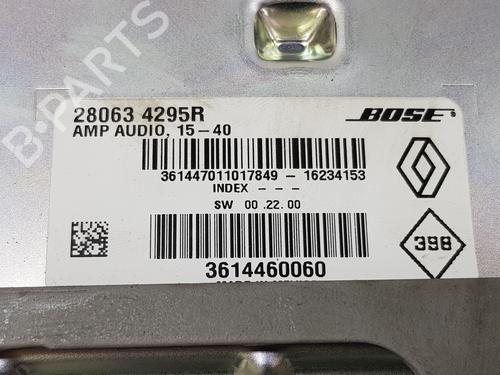 B-PARTS
28063 4295R
BOSE
AMP AUDIO, 15-40
361447011017849 - 16234153
INDEX - - -
SW 00.22.00
398
3614460060